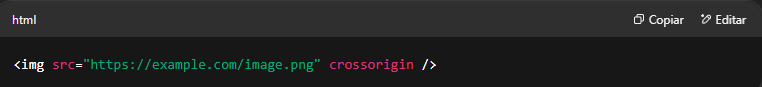 html Copiar Editar
<img src="https://example.com/image.png" crossorigin />